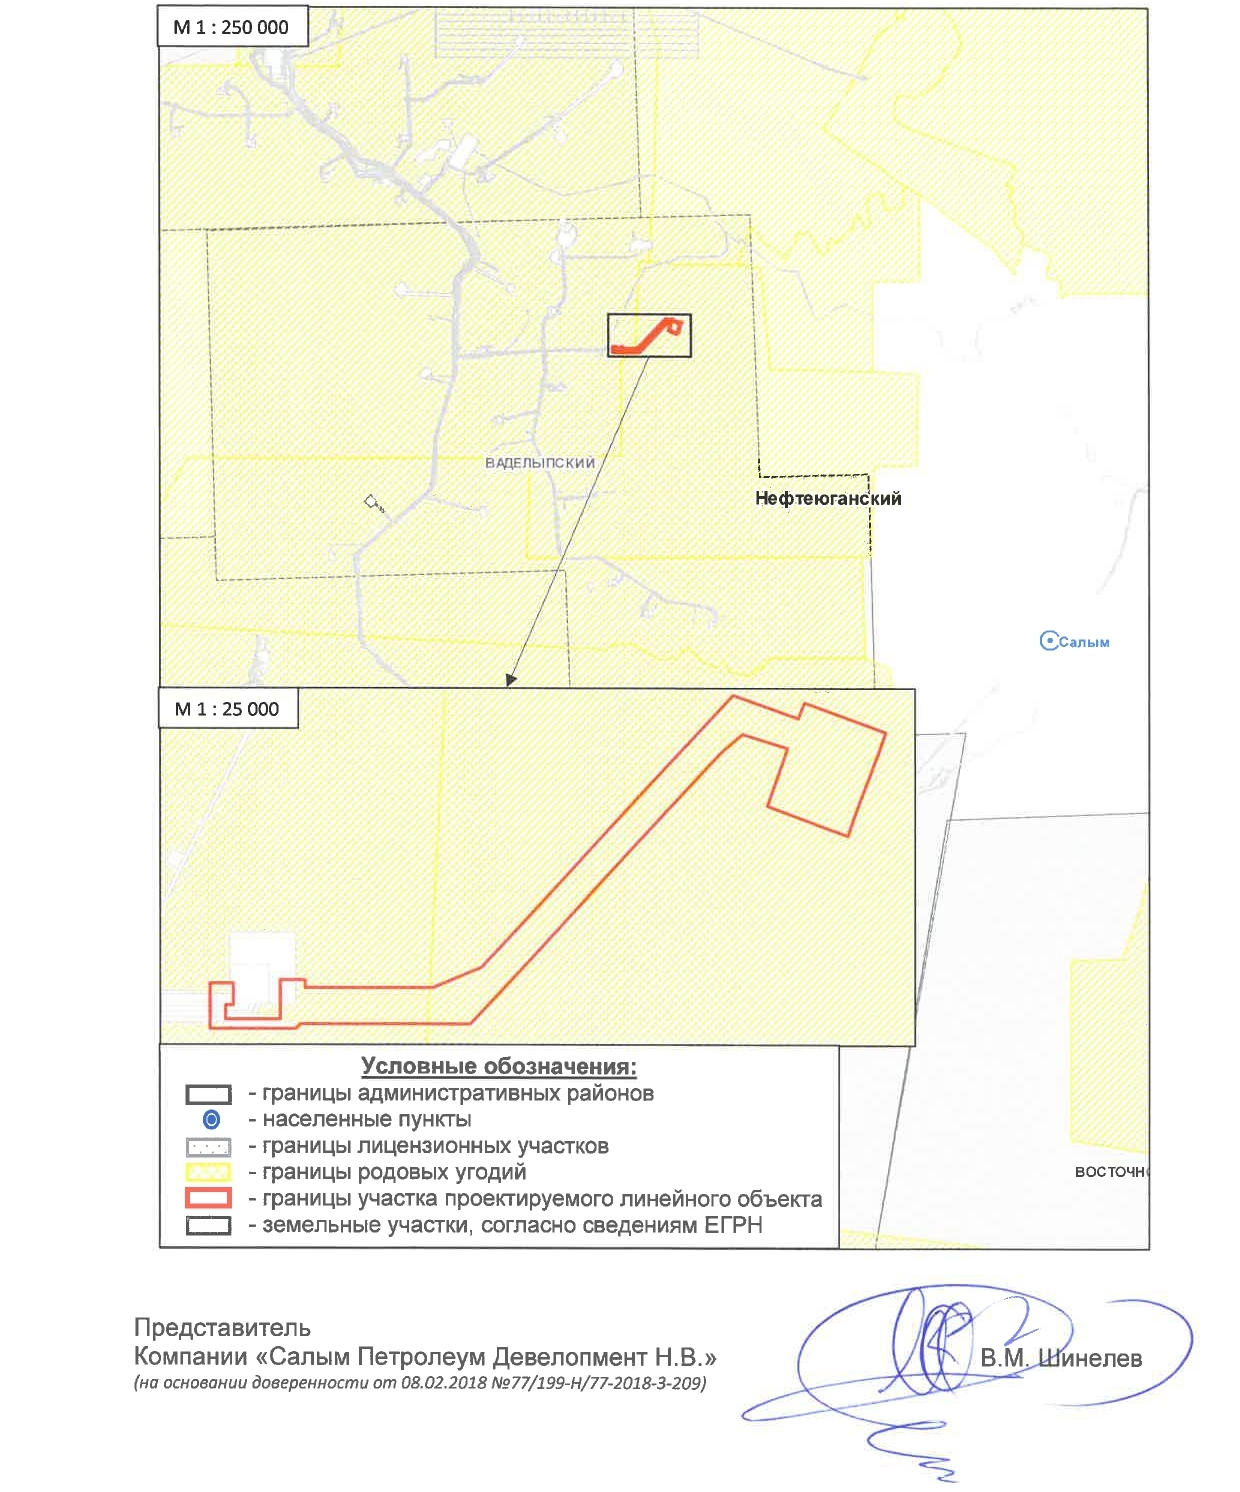 М 1 : 250 000
ВАДЕЛЫПСКИЙ
Нефтеюганский
Салым
М 1 : 25 000
Условные обозначения:
- границы административных районов
- населенные пункты
- границы лицензионных участков
- границы родовых угодий
- границы участка проектируемого линейного объекта
- земельные участки, согласно сведениям ЕГРН
ВОСТОЧНО
Представитель
Компании «Салым Петролеум Девелопмент Н.В.»
В.М. Шинелев
(на основании доверенности от 08.02.2018 №77/199-Н/77-2018-3-209)